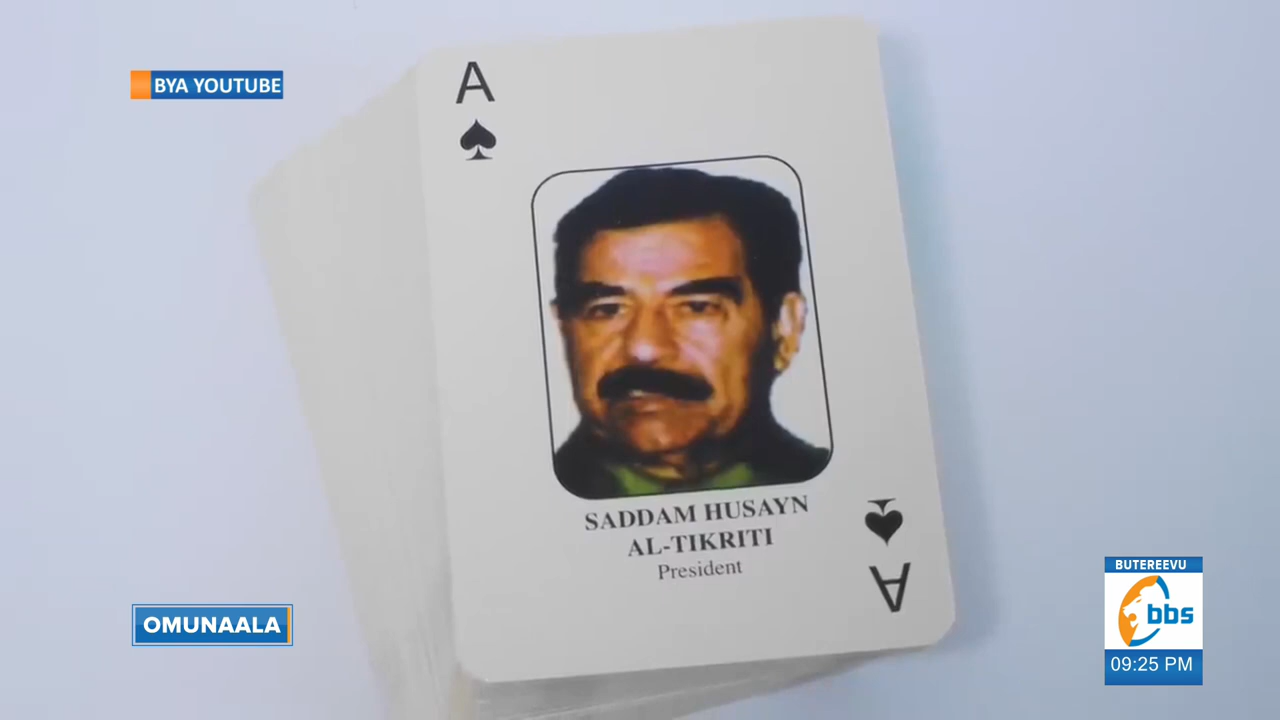 BYA YOUTUBE
A
SADDAM HUSAYN
AL-TIKRITI
President
A
OMUNAALA
BUTEREEVU
bbs
09:25 PM